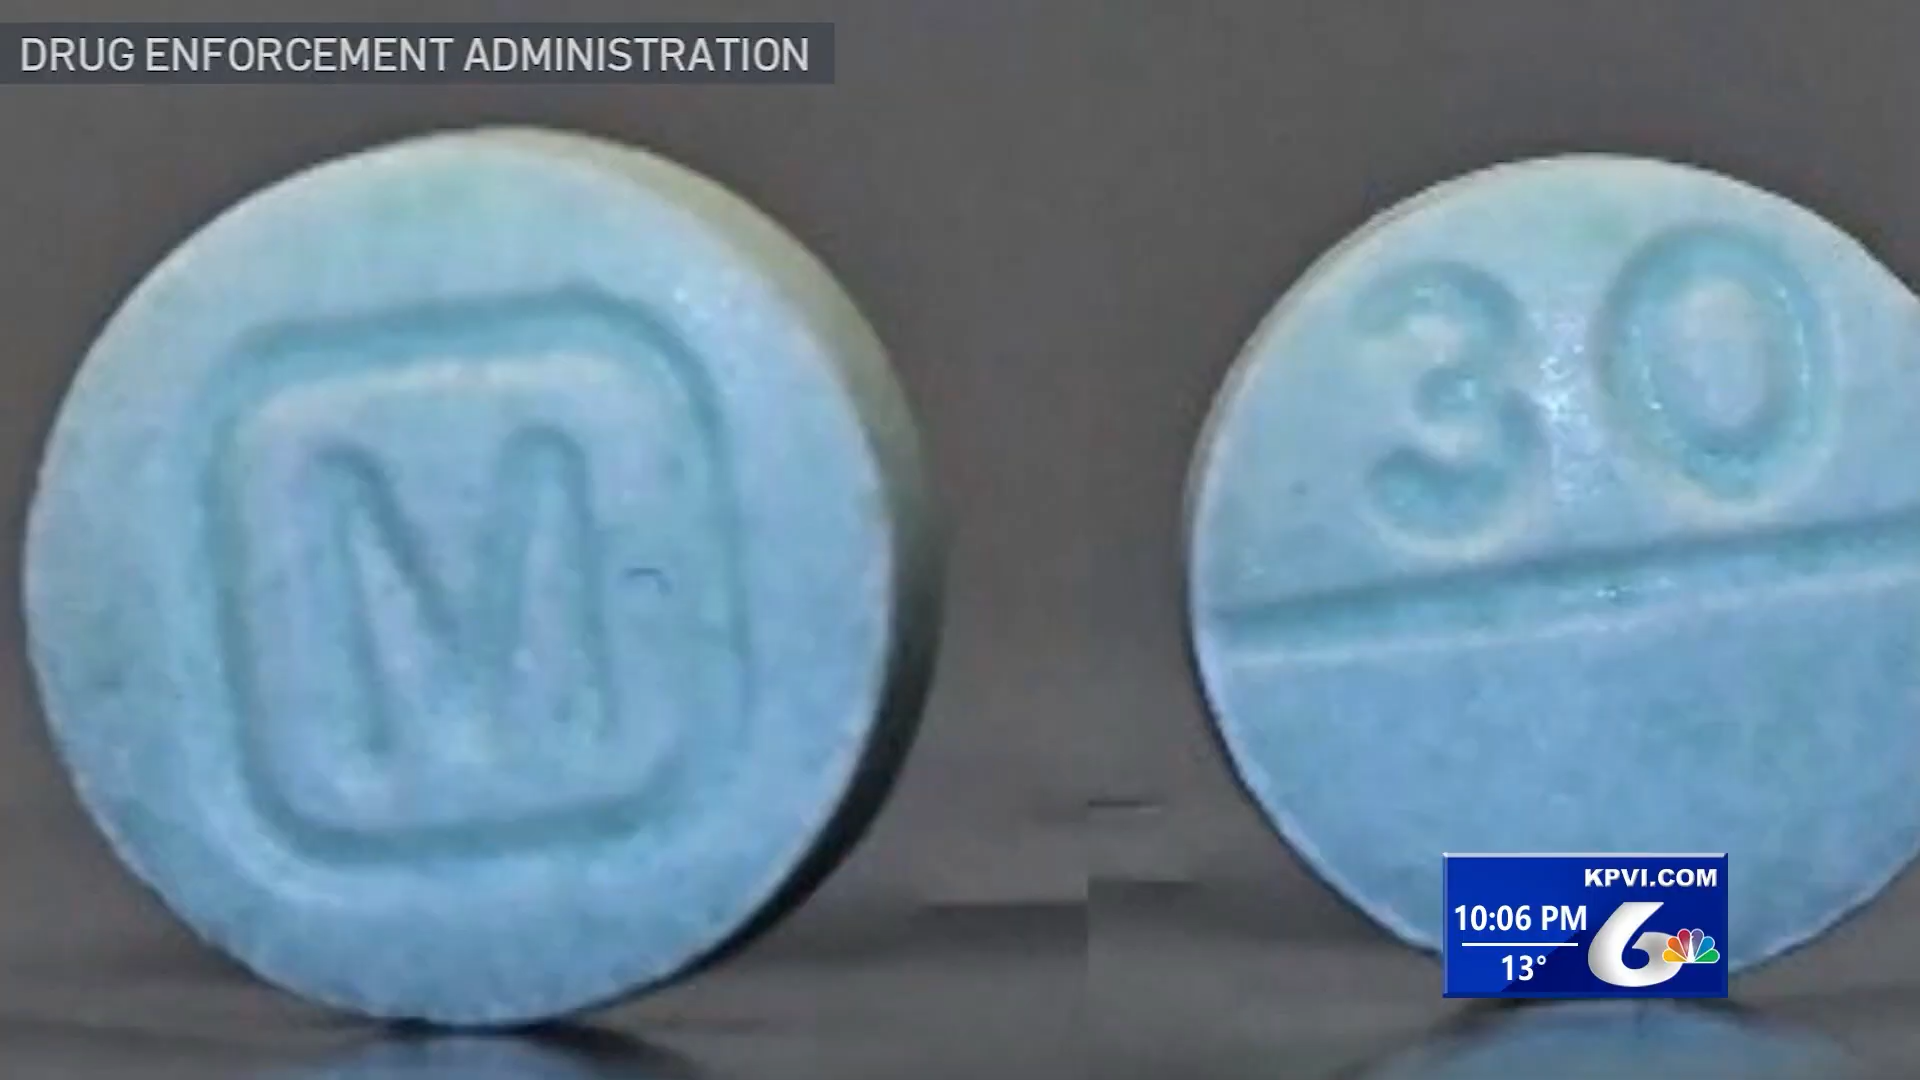 DRUG ENFORCEMENT ADMINISTRATION
M
30
KPVI.COM
10:06 PM
6
13°